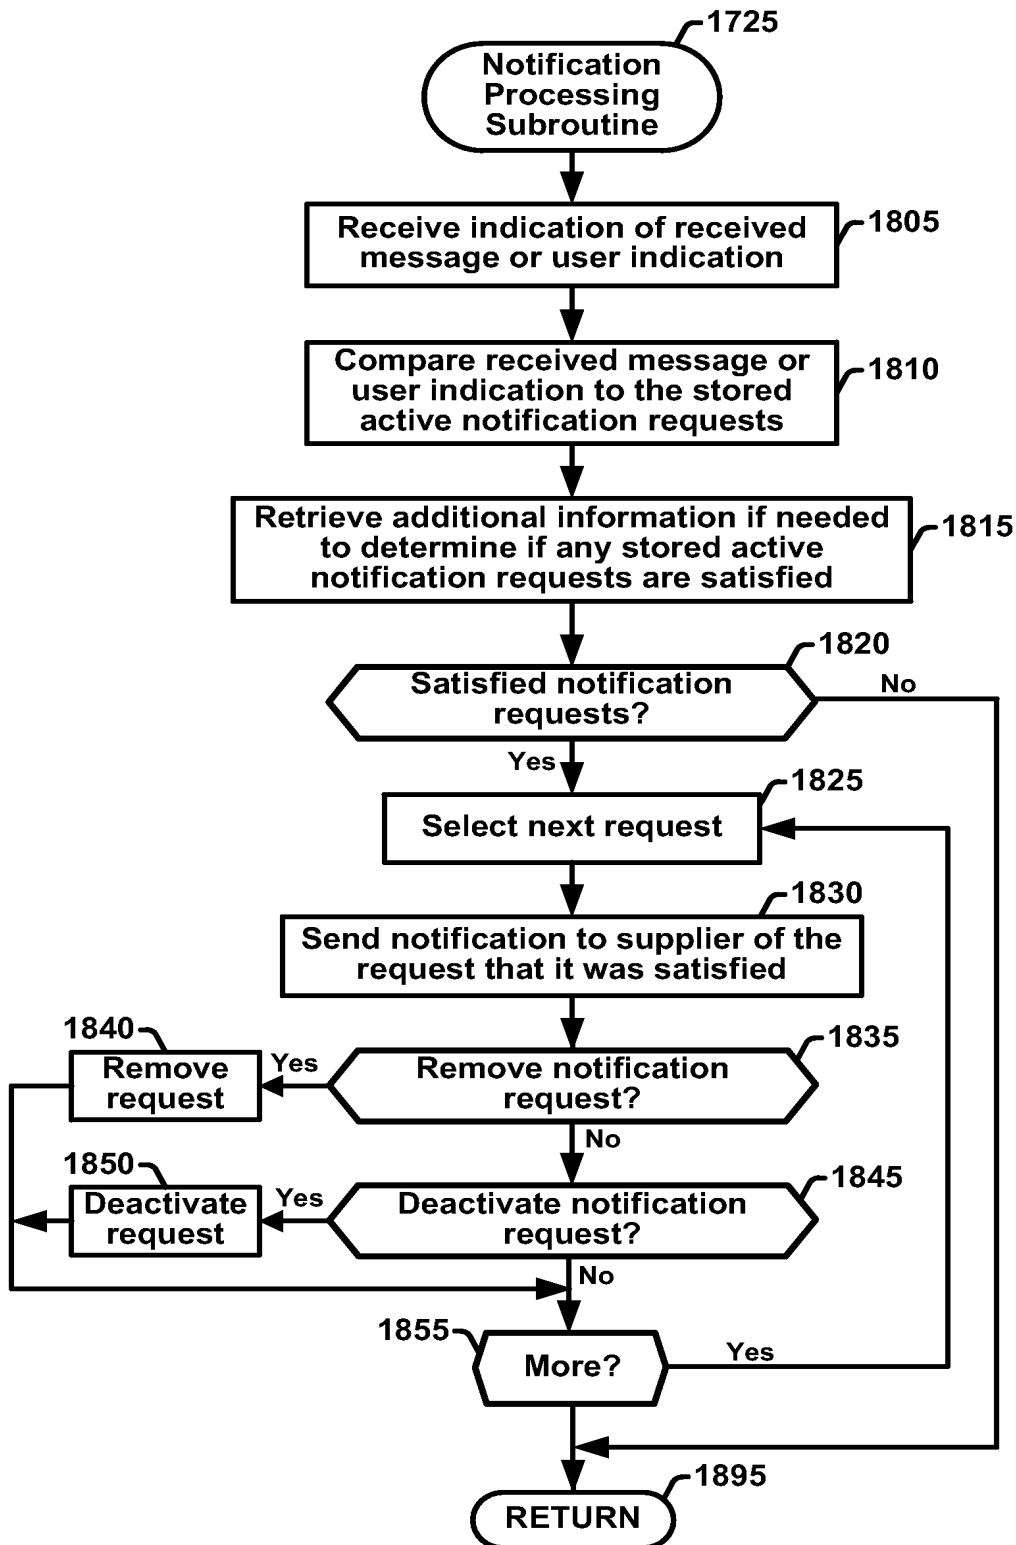 1725
Notification
Processing
Subroutine
Receive indication of received
message or user indication
1805
Compare received message or
user indication to the stored
active notification requests
1810
Retrieve additional information if needed
to determine if any stored active
notification requests are satisfied
1815
1820
Satisfied notification
requests?
No
Yes
1825
Select next request
1830
Send notification to supplier of the
request that it was satisfied
1840
Remove
request
Yes
1835
Remove notification
request?
No
1850
Deactivate
request
Yes
1845
Deactivate notification
request?
No
1855
More?
Yes
1895
RETURN